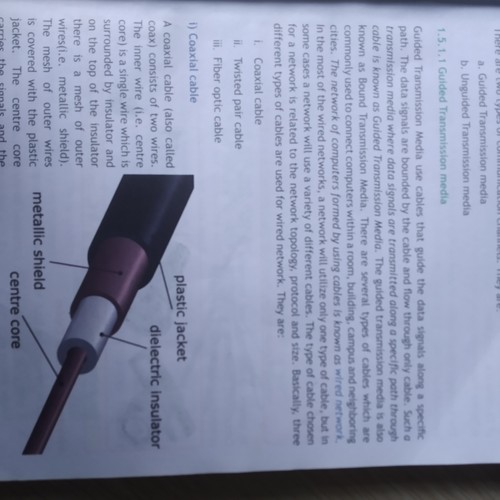 a. Guided Transmission media
b. Unguided Transmission media
1.5.1.1 Guided Transmission media
Guided Transmission Media use cables that guide the data signals along a specific
path. The data signals are bounded by the cable and flow through only cable. Such a
transmission media where data signals are transmitted along a specific path through
cable is known as Guided Transmission Media. The guided transmission media is also
known as Bound Transmission Media. There are several types of cables which are
commonly used to connect computers within a room, building, campus and neighboring
cities. The network of computers formed by using cables is known as wired network.
In the most of the wired networks, a network will utilize only one type of cable, but in
some cases a network will use a variety of different cables. The type of cable chosen
for a network is related to the network topology, protocol and size. Basically, three
different types of cables are used for wired network. They are:
i. Coaxial cable
ii. Twisted pair cable
iii. Fiber optic cable
i) Coaxial cable
A coaxial cable (also called
coax) consists of two wires.
The inner wire (i.e. centre
core) is a single wire which is
surrounded by insulator and
on the top of the insulator
there is a mesh of outer
wires(i.e. metallic shield).
The mesh of outer wires
is covered with the plastic
jacket. The centre core
carries the signals and the
plastic jacket
dielectric insulator
metallic shield
centre core